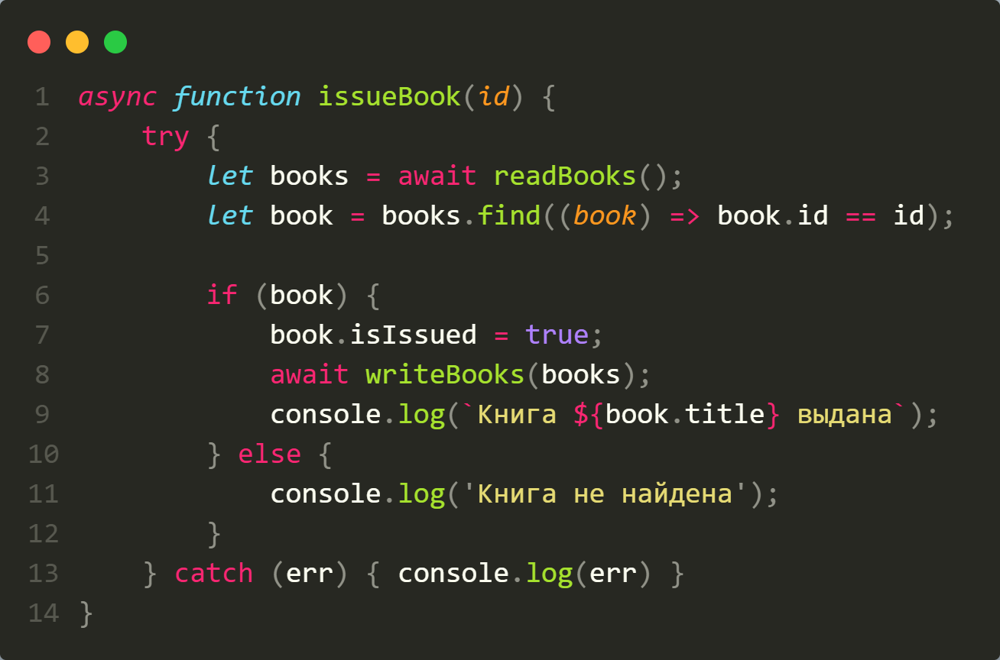 1 async function issueBook(id) {
2     try {
3         let books = await readBooks();
4         let book = books.find((book) => book.id == id);
5
6         if (book) {
7             book.isIssued = true;
8             await writeBooks(books);
9             console.log(`Книга ${book.title} выдана`);
10         } else {
11             console.log('Книга не найдена');
12         }
13     } catch (err) { console.log(err) }
14 }